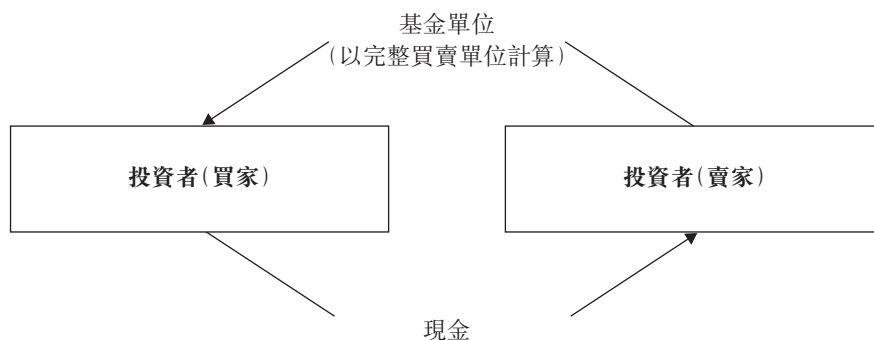 基金單位
（以完整買賣單位計算）
投資者（買家）
投資者（賣家）
現金